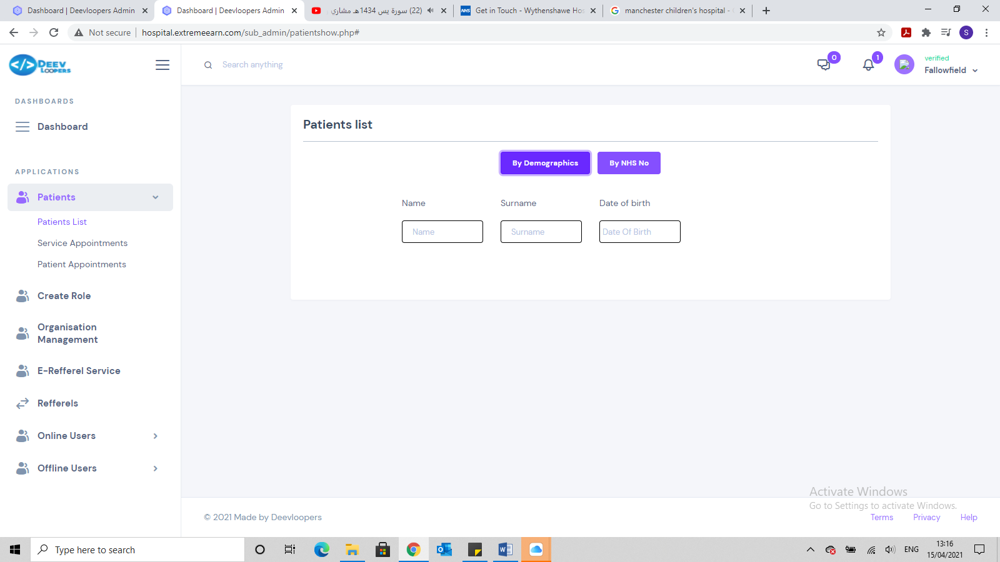 Dashboard | Deevloopers Admin
Dashboard | Deevloopers Admin
(22) سورة يس 1434هـ مشاري
Get in Touch - Wythenshawe Hos
manchester children's hospital -
Not secure
hospital.extremeearn.com/sub_admin/patientshow.php#
S
DEEV
LOOPERS
Search anything
0
1
verified
Fallowfield
DASHBOARDS
Dashboard
APPLICATIONS
Patients
Patients List
Service Appointments
Patient Appointments
Create Role
Organisation
Management
E-Refferel Service
Refferels
Online Users
Offline Users
Patients list
By Demographics
By NHS No
Name
Surname
Date of birth
Name
Surname
Date Of Birth
Activate Windows
Go to Settings to activate Windows.
© 2021 Made by Deevloopers
Terms
Privacy
Help
Type here to search
ENG
13:16
15/04/2021